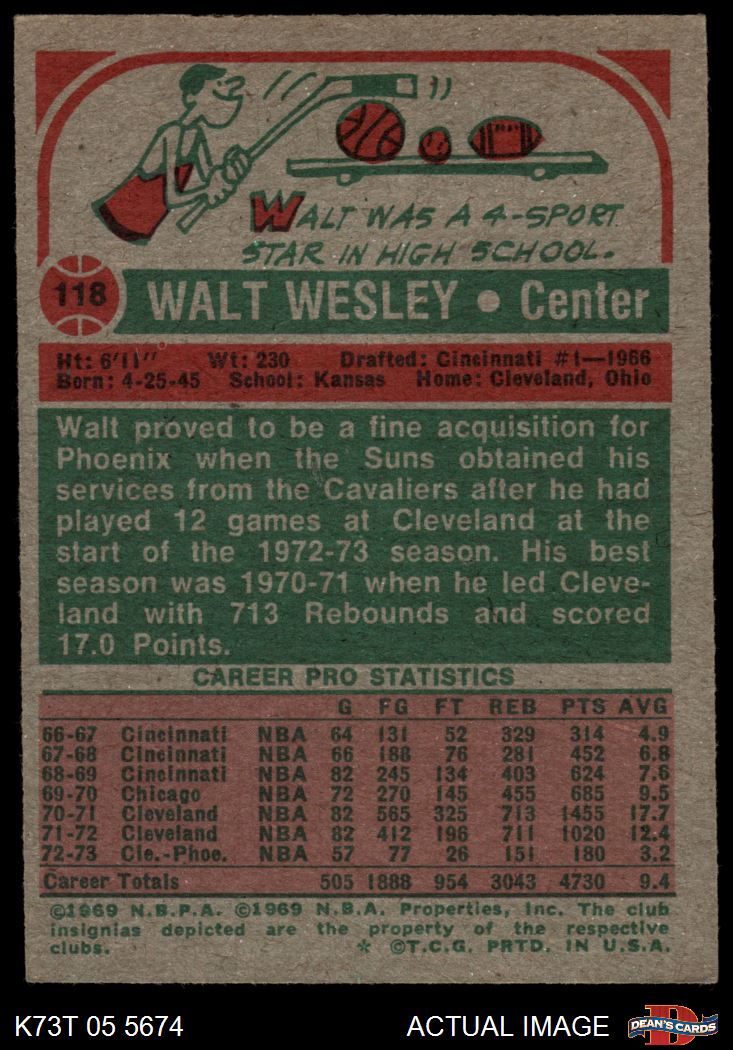 WALT WAS A 4-SPORT
STAR IN HIGH SCHOOL.
118 WALT WESLEY • Center
Ht: 6'11" Wt: 230 Drafted: Cincinnati #1—1966
Born: 4-25-45 School: Kansas Home: Cleveland, Ohio
Walt proved to be a fine acquisition for
Phoenix when the Suns obtained his
services from the Cavaliers after he had
played 12 games at Cleveland at the
start of the 1972-73 season. His best
season was 1970-71 when he led Cleve-
land with 713 Rebounds and scored
17.0 Points.
CAREER PRO STATISTICS
G FG FT REB PTS AVG
66-67 Cincinnati NBA 64 131 52 329 314 4.9
67-68 Cincinnati NBA 66 188 76 281 452 6.8
68-69 Cincinnati NBA 82 245 134 403 624 7.6
69-70 Chicago NBA 72 270 145 455 685 9.5
70-71 Cleveland NBA 82 565 325 713 1455 17.7
71-72 Cleveland NBA 82 412 196 711 1020 12.4
72-73 Cle.-Phoe. NBA 57 77 26 151 180 3.2
Career Totals 505 1888 954 3043 4730 9.4
©1969 N.B.P.A. ©1969 N.B.A. Properties, Inc. The club
insignias depicted are the property of the respective
clubs. * ©T.C.G. PRTD. IN U.S.A.
K73T 05 5674 ACTUAL IMAGE D DEAN'S CARDS